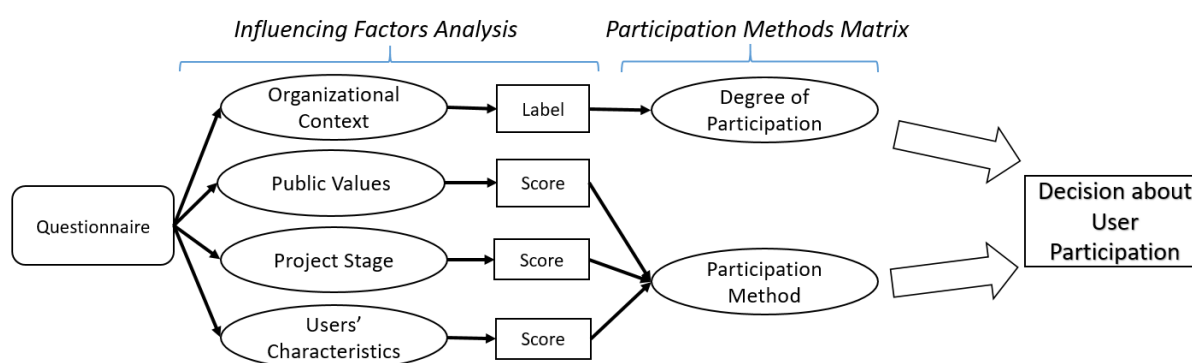 Influencing Factors Analysis
Participation Methods Matrix
Organizational
Context
Label
Degree of
Participation
Public Values
Score
Questionnaire
Decision about
User
Participation
Project Stage
Score
Participation
Method
Users’
Characteristics
Score